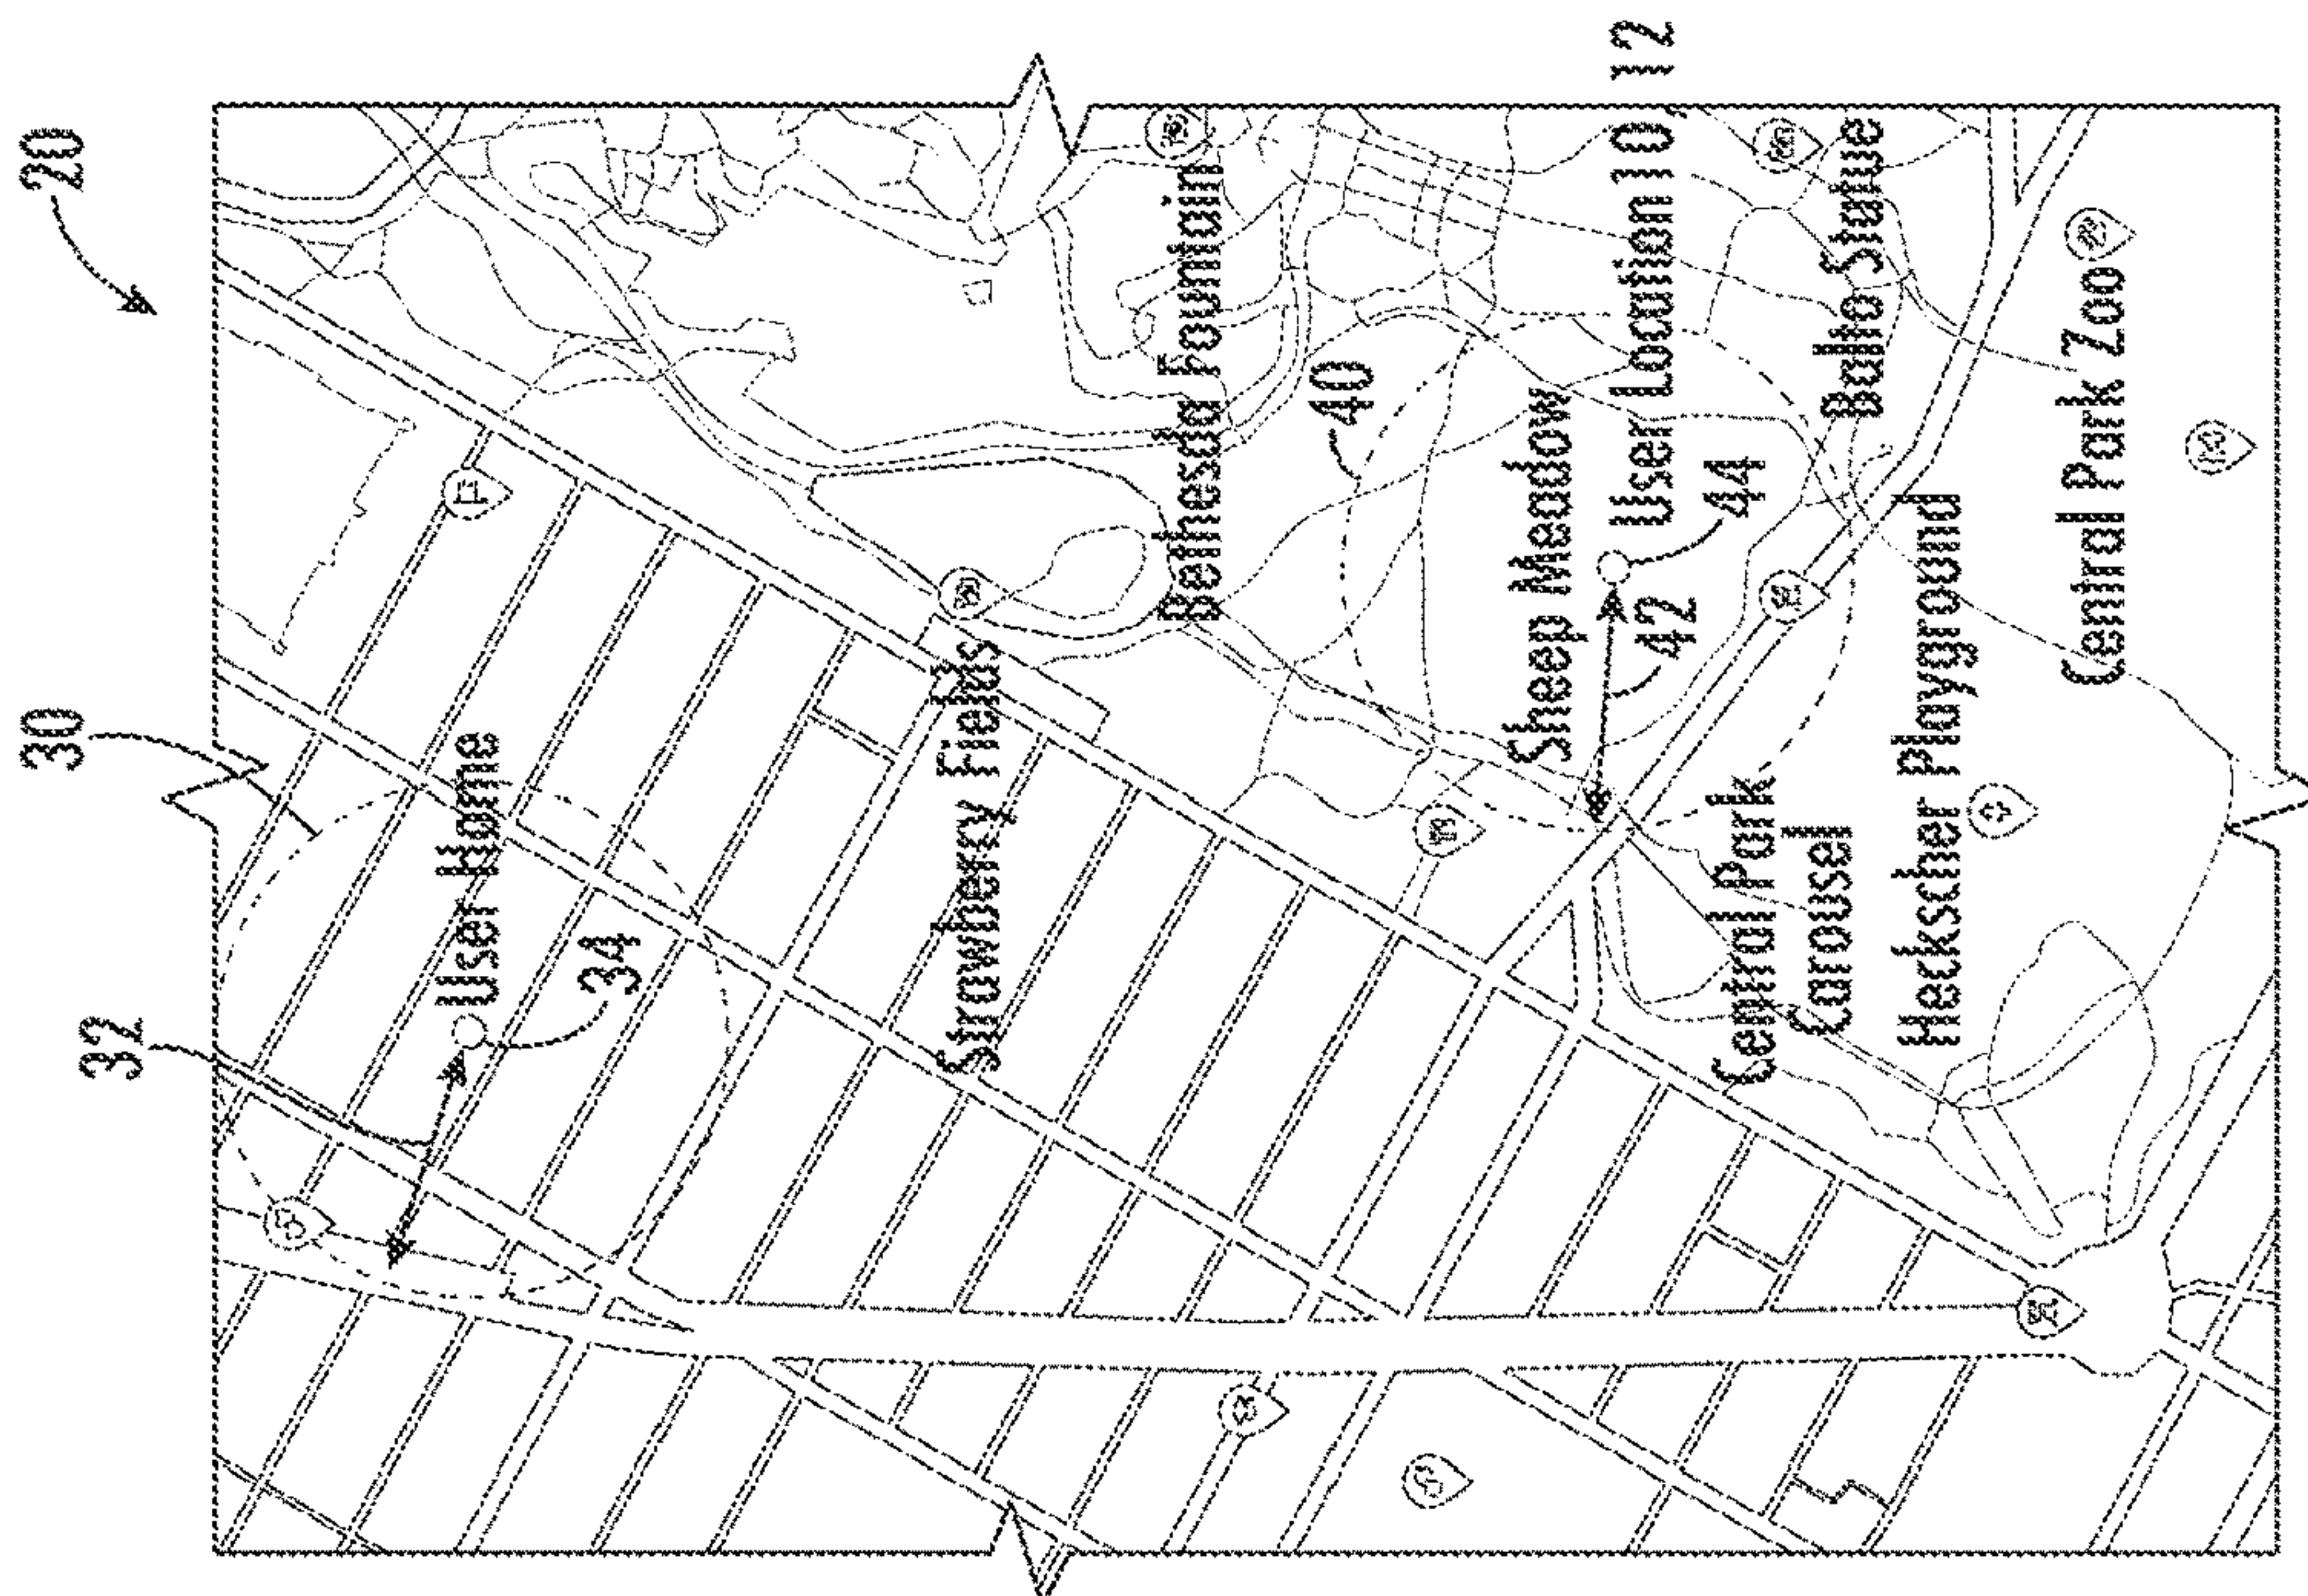 20
30
32
User Home
34
Strawberry Fields
Bethesda Fountain
40
Sheep Meadow
User Location 10, 12
42
44
Central Park
Carousel
Balto Statue
Heckscher Playground
Central Park Zoo